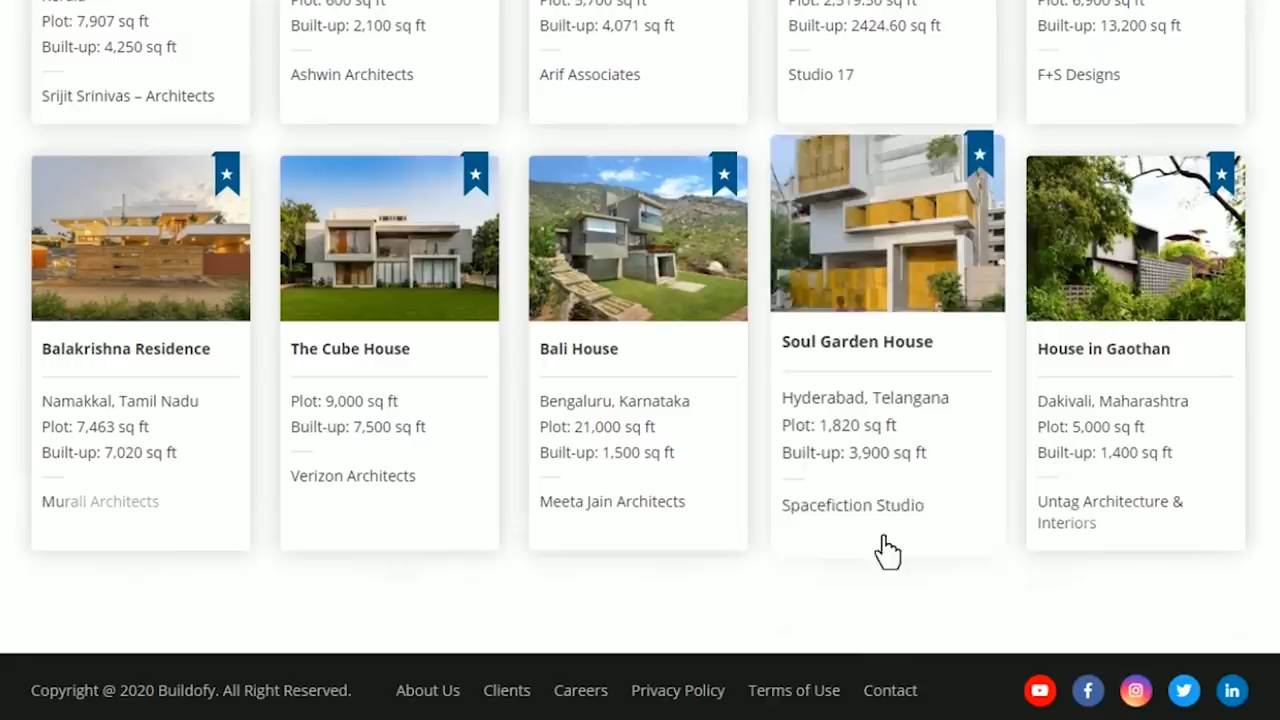 Plot: 7,907 sq ft
Built-up: 4,250 sq ft
Srijit Srinivas – Architects
Built-up: 2,100 sq ft
Ashwin Architects
Built-up: 4,071 sq ft
Arif Associates
Built-up: 2424.60 sq ft
Studio 17
Built-up: 13,200 sq ft
F+S Designs
Balakrishna Residence
Namakkal, Tamil Nadu
Plot: 7,463 sq ft
Built-up: 7,020 sq ft
Murali Architects
The Cube House
Plot: 9,000 sq ft
Built-up: 7,500 sq ft
Verizon Architects
Bali House
Bengaluru, Karnataka
Plot: 21,000 sq ft
Built-up: 1,500 sq ft
Meeta Jain Architects
Soul Garden House
Hyderabad, Telangana
Plot: 1,820 sq ft
Built-up: 3,900 sq ft
Spacefiction Studio
House in Gaothan
Dakivali, Maharashtra
Plot: 5,000 sq ft
Built-up: 1,400 sq ft
Untag Architecture &
Interiors
Copyright @ 2020 Buildofy. All Right Reserved. About Us Clients Careers Privacy Policy Terms of Use Contact